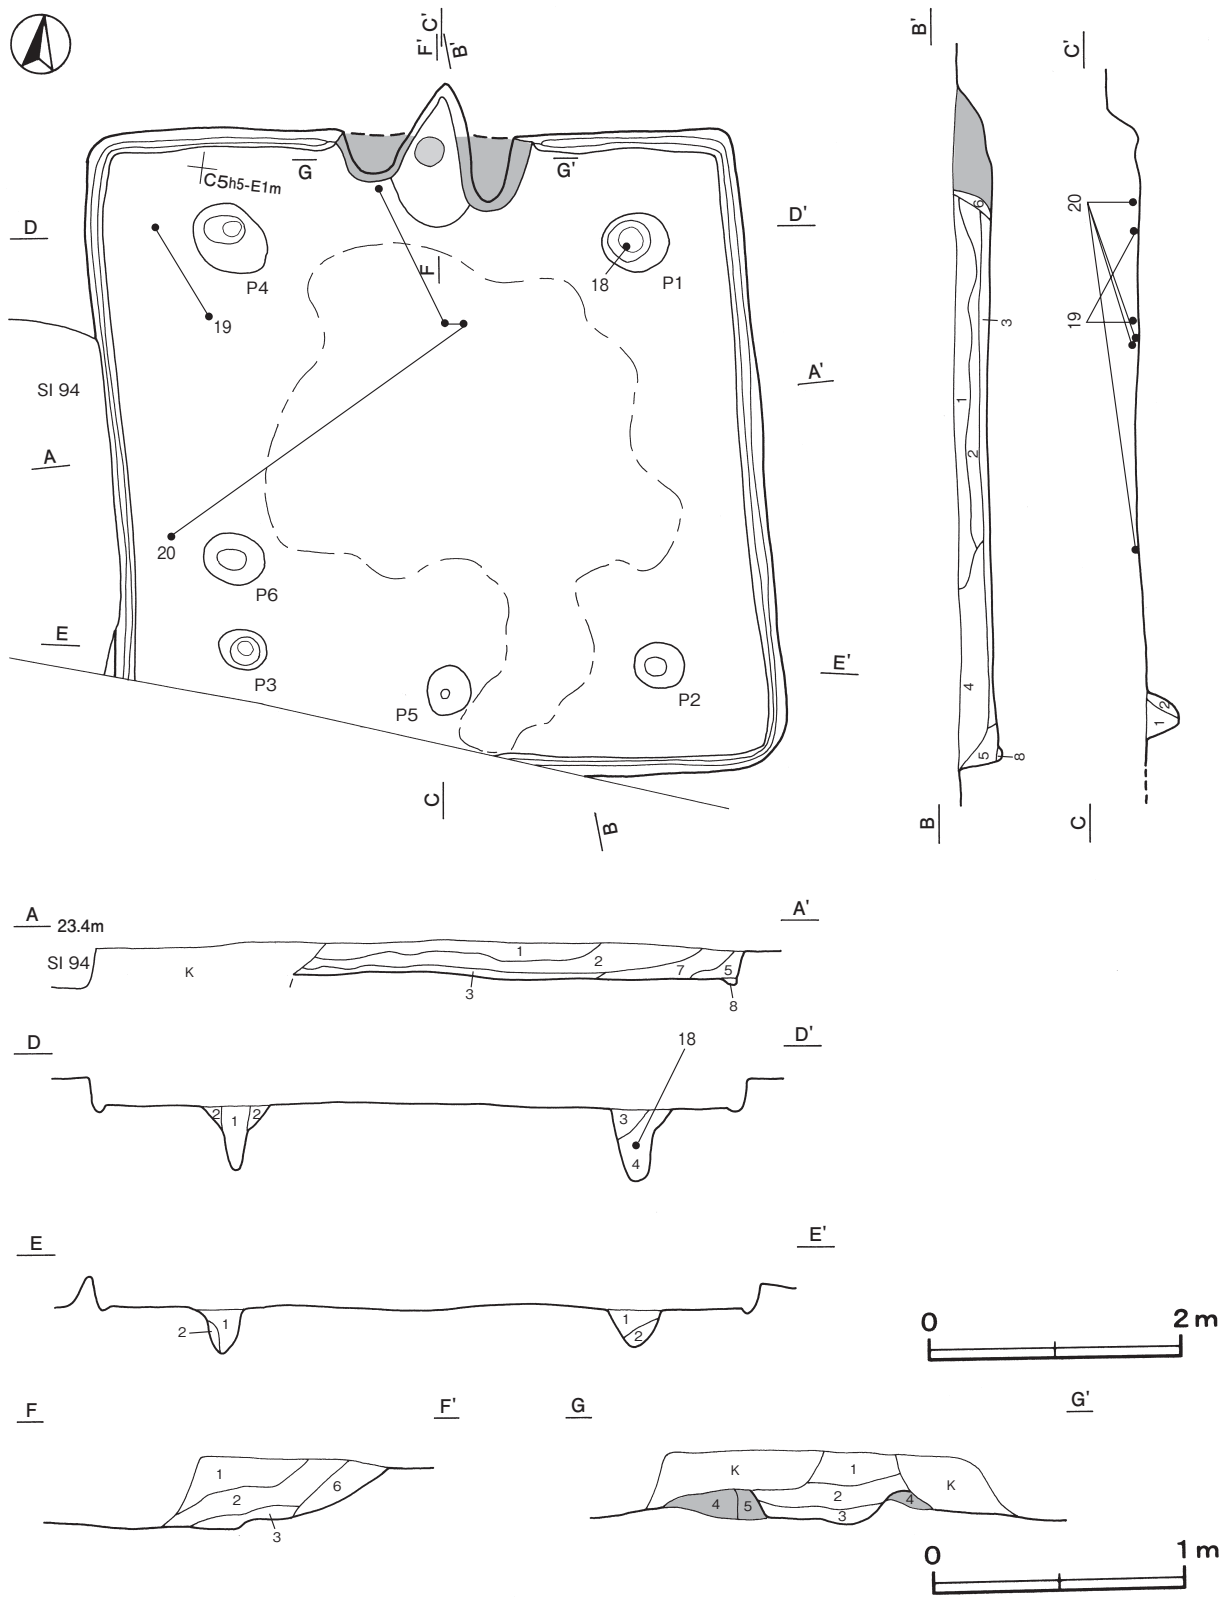 F' C' B'
G G'
C5h5-E1m
D D'
P4 18 P1
F
19
SI 94
A A'
20
P6
E E'
P3 P5 P2
C B
B' C'
6
20
19
3
1
2
4
1 2
5 8
B C
A 23.4m A'
SI 94 K 1 2 7 5
3 8
D D'
18
2 1 2 3
4
E E'
2 1 1 2
0 2m
F F'
1
2 6
3
G G'
K 1 K
4 5 2 4
3
0 1m